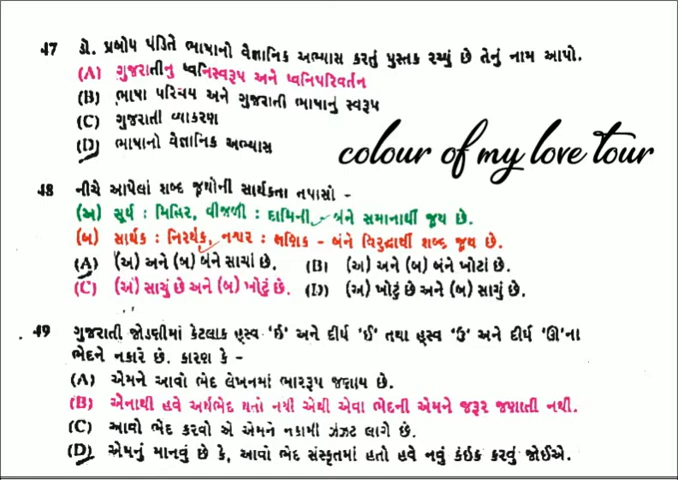 47 ડો. પ્રબોધ પંડિતે ભાષાનો વૈજ્ઞાનિક અભ્યાસ કરતું પુસ્તક રચ્યું છે તેનું નામ આપો.
(A) ગુજરાતીનુ ધ્વનિસ્વરૂપ અને ધ્વનિપરિવર્તન
(B) ભાષા પરિચય અને ગુજરાતી ભાષાનું સ્વરૂપ
(C) ગુજરાતી વ્યાકરણ
(D) ભાષાનો વૈજ્ઞાનિક અભ્યાસ
colour of my love tour
48 નીચે આપેલાં શબ્દ જૂથોની સાર્થકતા તપાસો -
(અ) સૂર્ય : મિહિર, વીજળી : દામિની - બંને સમાનાર્થી જૂથ છે.
(બ) સાર્થક : નિરર્થક, નશ્વર : ક્ષણિક - બંને વિરુદ્ધાર્થી શબ્દ જૂથ છે.
(A) (અ) અને (બ) બંને સાચાં છે. (B) (અ) અને (બ) બંને ખોટાં છે.
(C) (અ) સાચું છે અને (બ) ખોટું છે. (D) (અ) ખોટું છે અને (બ) સાચું છે.
49 ગુજરાતી જોડણીમાં કેટલાક હ્રસ્વ ‘ઈ’ અને દીર્ઘ ‘ઈ’ તથા હ્રસ્વ ‘ઉ’ અને દીર્ઘ ‘ઊ’ના
ભેદને નકારે છે. કારણ કે -
(A) એમને આવો ભેદ લેખનમાં ભારરૂપ જણાય છે.
(B) એનાથી હવે અર્થભેદ થતો નથી એથી એવા ભેદની એમને જરૂર જણાતી નથી.
(C) આવો ભેદ કરવો એ એમને નકામી ઝંઝટ લાગે છે.
(D) એમનું માનવું છે કે, આવો ભેદ સંસ્કૃતમાં હતો હવે નવું કંઇક કરવું જોઈએ.